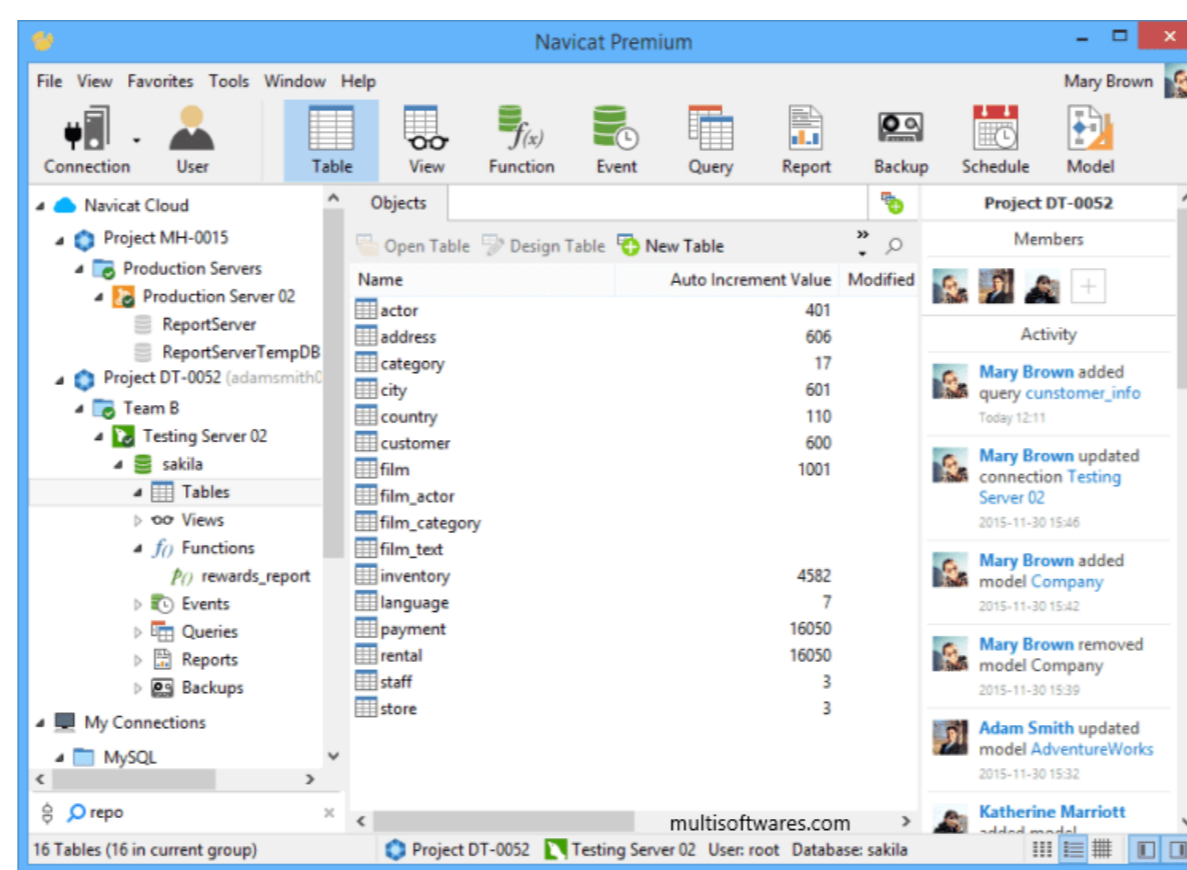 Navicat Premium
File View Favorites Tools Window Help
Mary Brown
Connection User Table View Function Event Query Report Backup Schedule Model
Navicat Cloud
Project MH-0015
Production Servers
Production Server 02
ReportServer
ReportServerTempDB
Project DT-0052 (adamsmith0
Team B
Testing Server 02
sakila
Tables
Views
f() Functions
p() rewards_report
Events
Queries
Reports
Backups
My Connections
MySQL
repo
Objects
Open Table Design Table New Table
Name Auto Increment Value Modified
actor 401
address 606
category 17
city 601
country 110
customer 600
film 1001
film_actor
film_category
film_text
inventory 4582
language 7
payment 16050
rental 16050
staff 3
store 3
multisoftwares.com
Project DT-0052
Members
Activity
Mary Brown added
query cunstomer_info
Today 12:11
Mary Brown updated
connection Testing
Server 02
2015-11-30 15:46
Mary Brown added
model Company
2015-11-30 15:42
Mary Brown removed
model Company
2015-11-30 15:39
Adam Smith updated
model AdventureWorks
2015-11-30 15:32
Katherine Marriott
added model
16 Tables (16 in current group) Project DT-0052 Testing Server 02 User: root Database: sakila